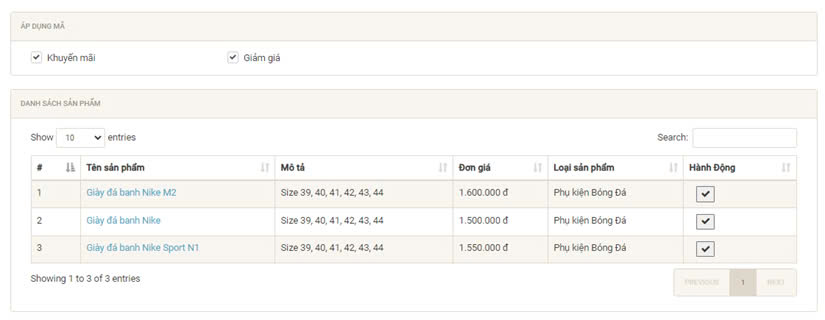 ÁP DỤNG MÃ
Khuyến mãi Giảm giá
DANH SÁCH SẢN PHẨM
Show 10 entries Search:
# Tên sản phẩm Mô tả Đơn giá Loại sản phẩm Hành Động
1 Giày đá banh Nike M2 Size 39, 40, 41, 42, 43, 44 1.600.000 đ Phụ kiện Bóng Đá
2 Giày đá banh Nike Size 39, 40, 41, 42, 43, 44 1.500.000 đ Phụ kiện Bóng Đá
3 Giày đá banh Nike Sport N1 Size 39, 40, 41, 42, 43, 44 1.550.000 đ Phụ kiện Bóng Đá
Showing 1 to 3 of 3 entries PREVIOUS 1 NEXT